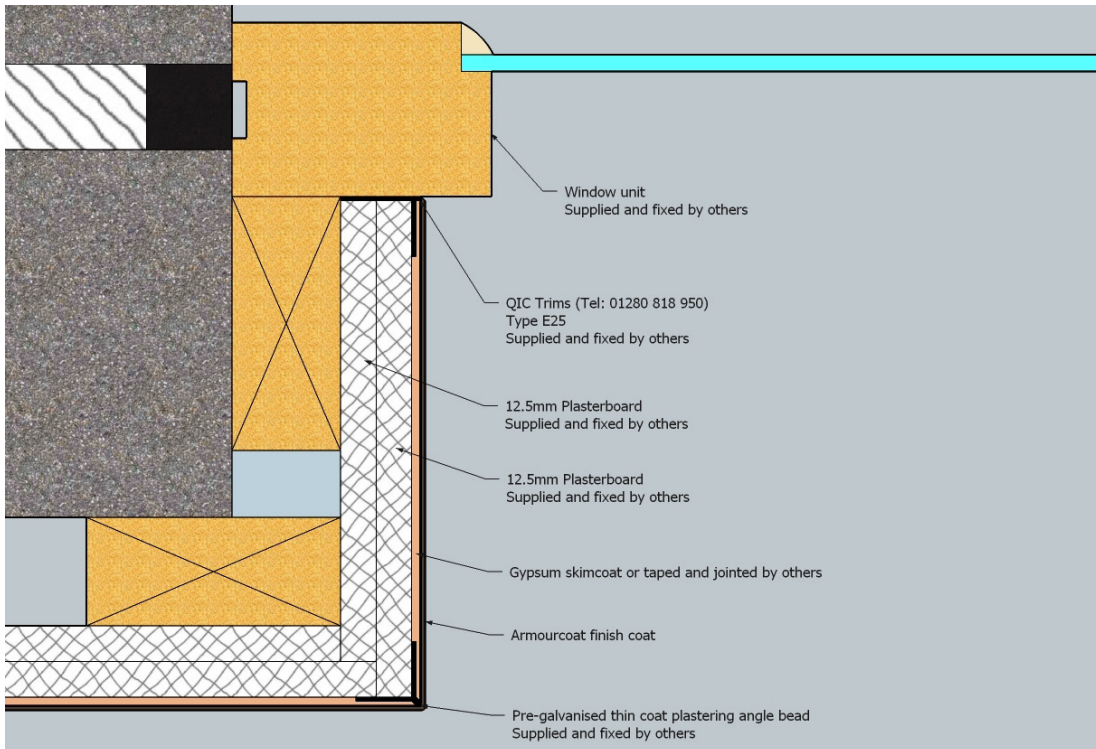 Window unit
Supplied and fixed by others
QIC Trims (Tel: 01280 818 950)
Type E25
Supplied and fixed by others
12.5mm Plasterboard
Supplied and fixed by others
12.5mm Plasterboard
Supplied and fixed by others
Gypsum skimcoat or taped and jointed by others
Armourcoat finish coat
Pre-galvanised thin coat plastering angle bead
Supplied and fixed by others